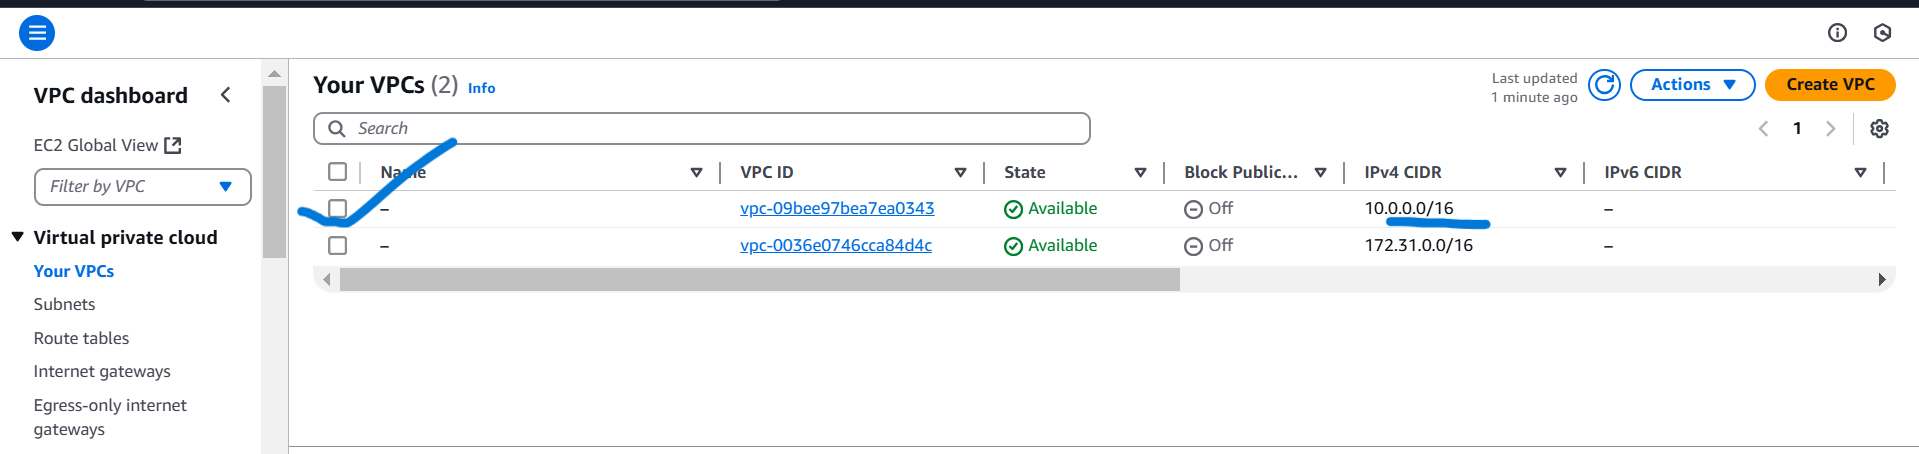 VPC dashboard
EC2 Global View
Filter by VPC
Virtual private cloud
Your VPCs
Subnets
Route tables
Internet gateways
Egress-only internet
gateways
Your VPCs (2) Info
Last updated
1 minute ago
Actions
Create VPC
Search
1
Name VPC ID State Block Public... IPv4 CIDR IPv6 CIDR
– vpc-09bee97bea7ea0343 Available Off 10.0.0.0/16 –
– vpc-0036e0746cca84d4c Available Off 172.31.0.0/16 –